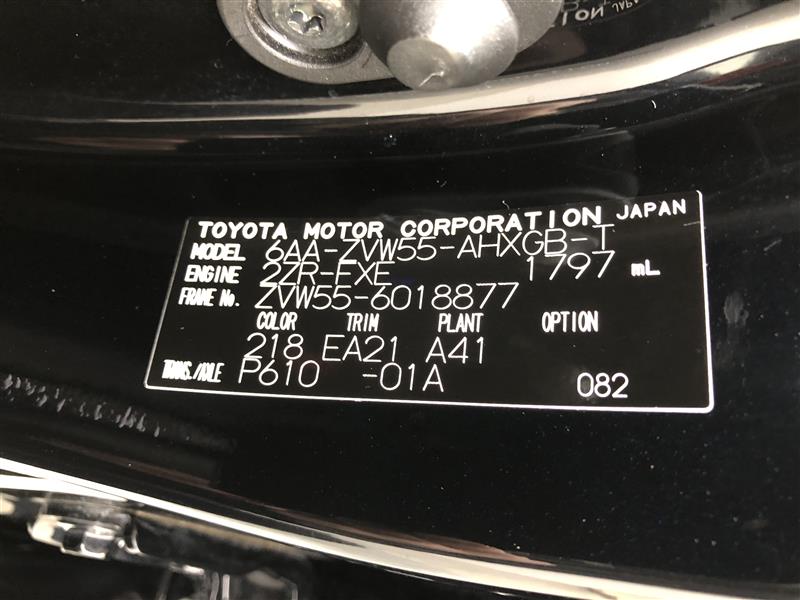 TOYOTA MOTOR CORPORATION JAPAN
MODEL 6AA-ZVW55-AHXGB-T
ENGINE 2ZR-FXE 1797 mL
FRAME No. ZVW55-6018877
COLOR TRIM PLANT OPTION
218 EA21 A41
TRANS./AXLE P610 -01A 082